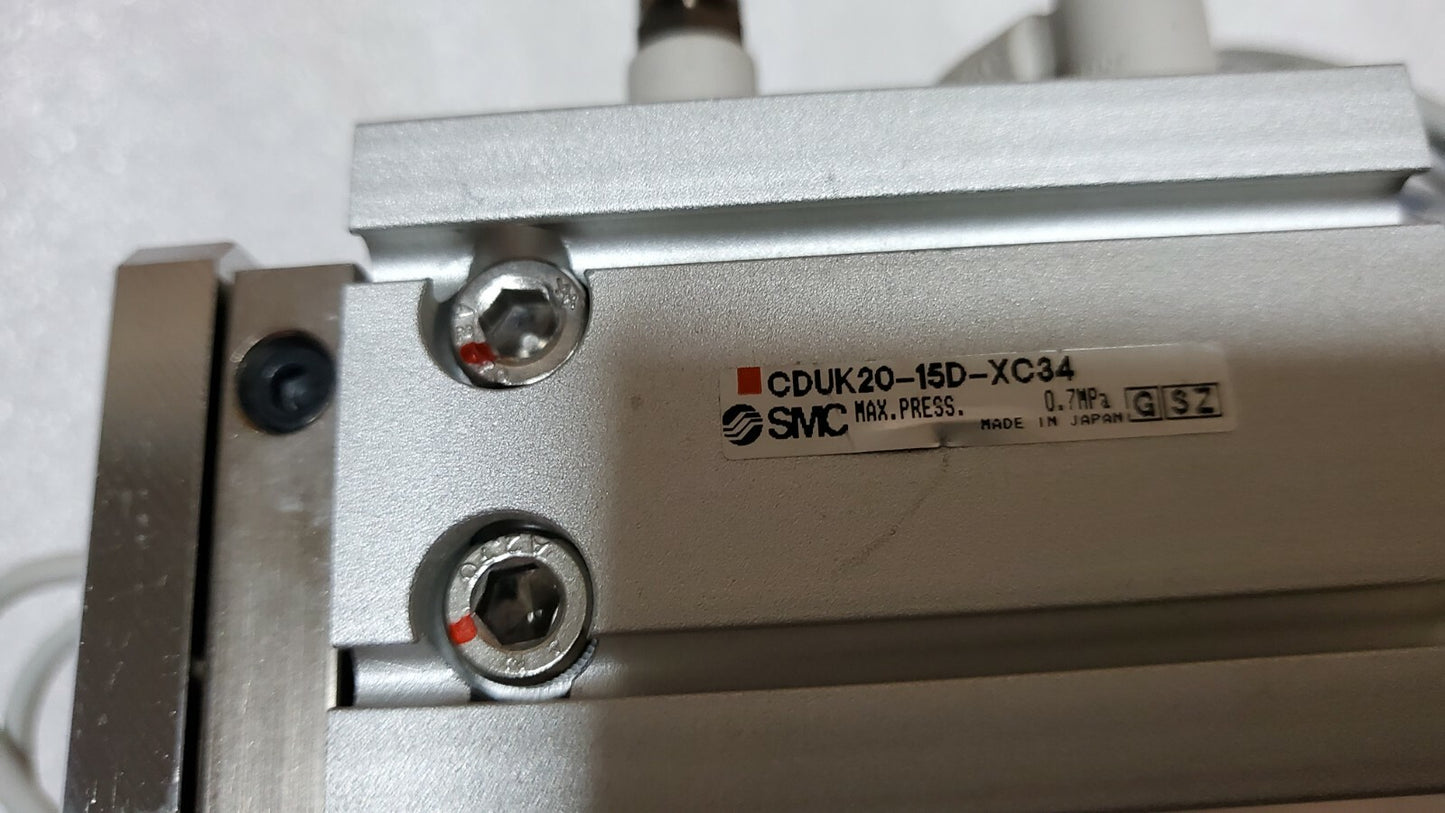 CDUK20-15D-XC34
SMC MAX.PRESS. 0.7MPa G S Z
MADE IN JAPAN